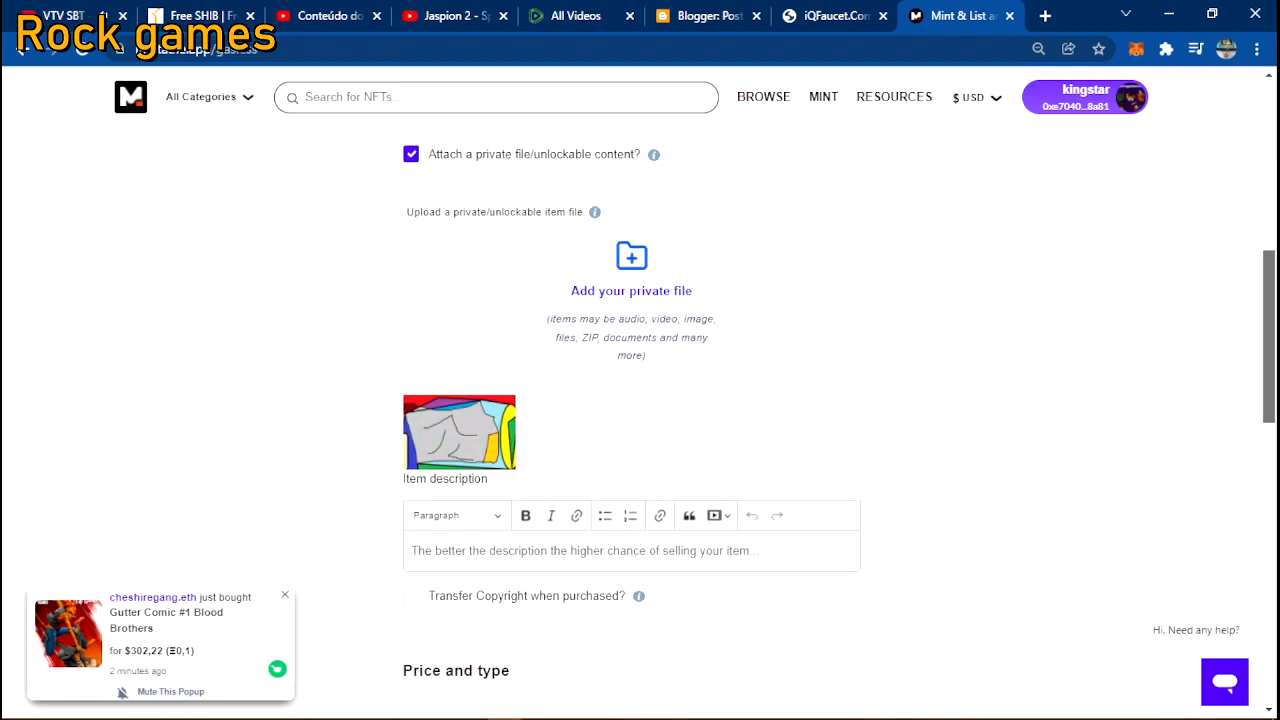 Rock games
VTV SBT
Free SHIB | F
Conteúdo d
Jaspion 2 - P
All Videos
Blogger: Post
iQFaucet.Com
Mint & List a
All Categories
Search for NFTs...
BROWSE
MINT
RESOURCES
$ USD
kingstar
0xe7040...8a81
Attach a private file/unlockable content?
Upload a private/unlockable item file
Add your private file
(items may be audio, video, image,
files, ZIP, documents and many
more)
Item description
Paragraph
The better the description the higher chance of selling your item...
Transfer Copyright when purchased?
cheshiregang.eth just bought
Gutter Comic #1 Blood
Brothers
for $302,22 (Ξ0,1)
2 minutes ago
Mute This Popup
Price and type
Hi. Need any help?